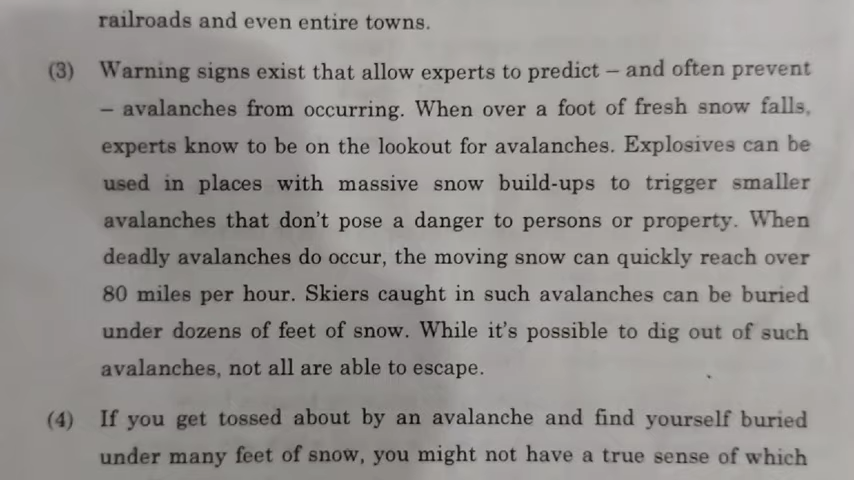 railroads and even entire towns.
(3) Warning signs exist that allow experts to predict – and often prevent
– avalanches from occurring. When over a foot of fresh snow falls,
experts know to be on the lookout for avalanches. Explosives can be
used in places with massive snow build-ups to trigger smaller
avalanches that don't pose a danger to persons or property. When
deadly avalanches do occur, the moving snow can quickly reach over
80 miles per hour. Skiers caught in such avalanches can be buried
under dozens of feet of snow. While it's possible to dig out of such
avalanches, not all are able to escape.
(4) If you get tossed about by an avalanche and find yourself buried
under many feet of snow, you might not have a true sense of which